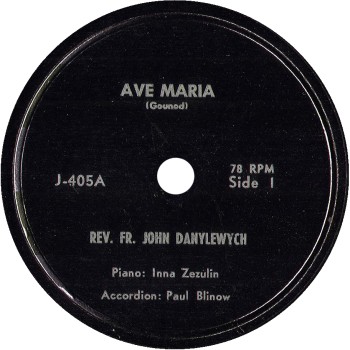 AVE MARIA
(Gounod)
J-405A
78 RPM
Side 1
REV. FR. JOHN DANYLEWYCH
Piano: Inna Zezulin
Accordion: Paul Blinow